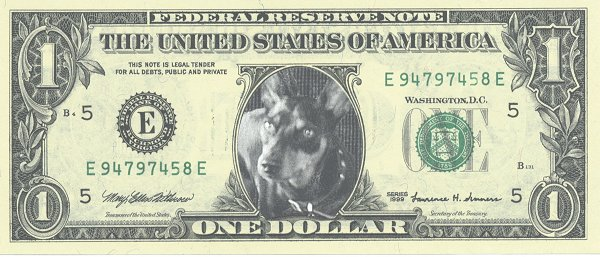 FEDERAL RESERVE NOTE
1 THE UNITED STATES OF AMERICA 1
THIS NOTE IS LEGAL TENDER
FOR ALL DEBTS, PUBLIC AND PRIVATE
E 94797458 E
B4 5
E
WASHINGTON, D.C.
5
ONE
E 94797458 E
B 131
5
SERIES
1999
5
Mary Ellen Withrow
Treasurer of the United States
Lawrence H. Summers
Secretary of the Treasury
1 ONE DOLLAR 1